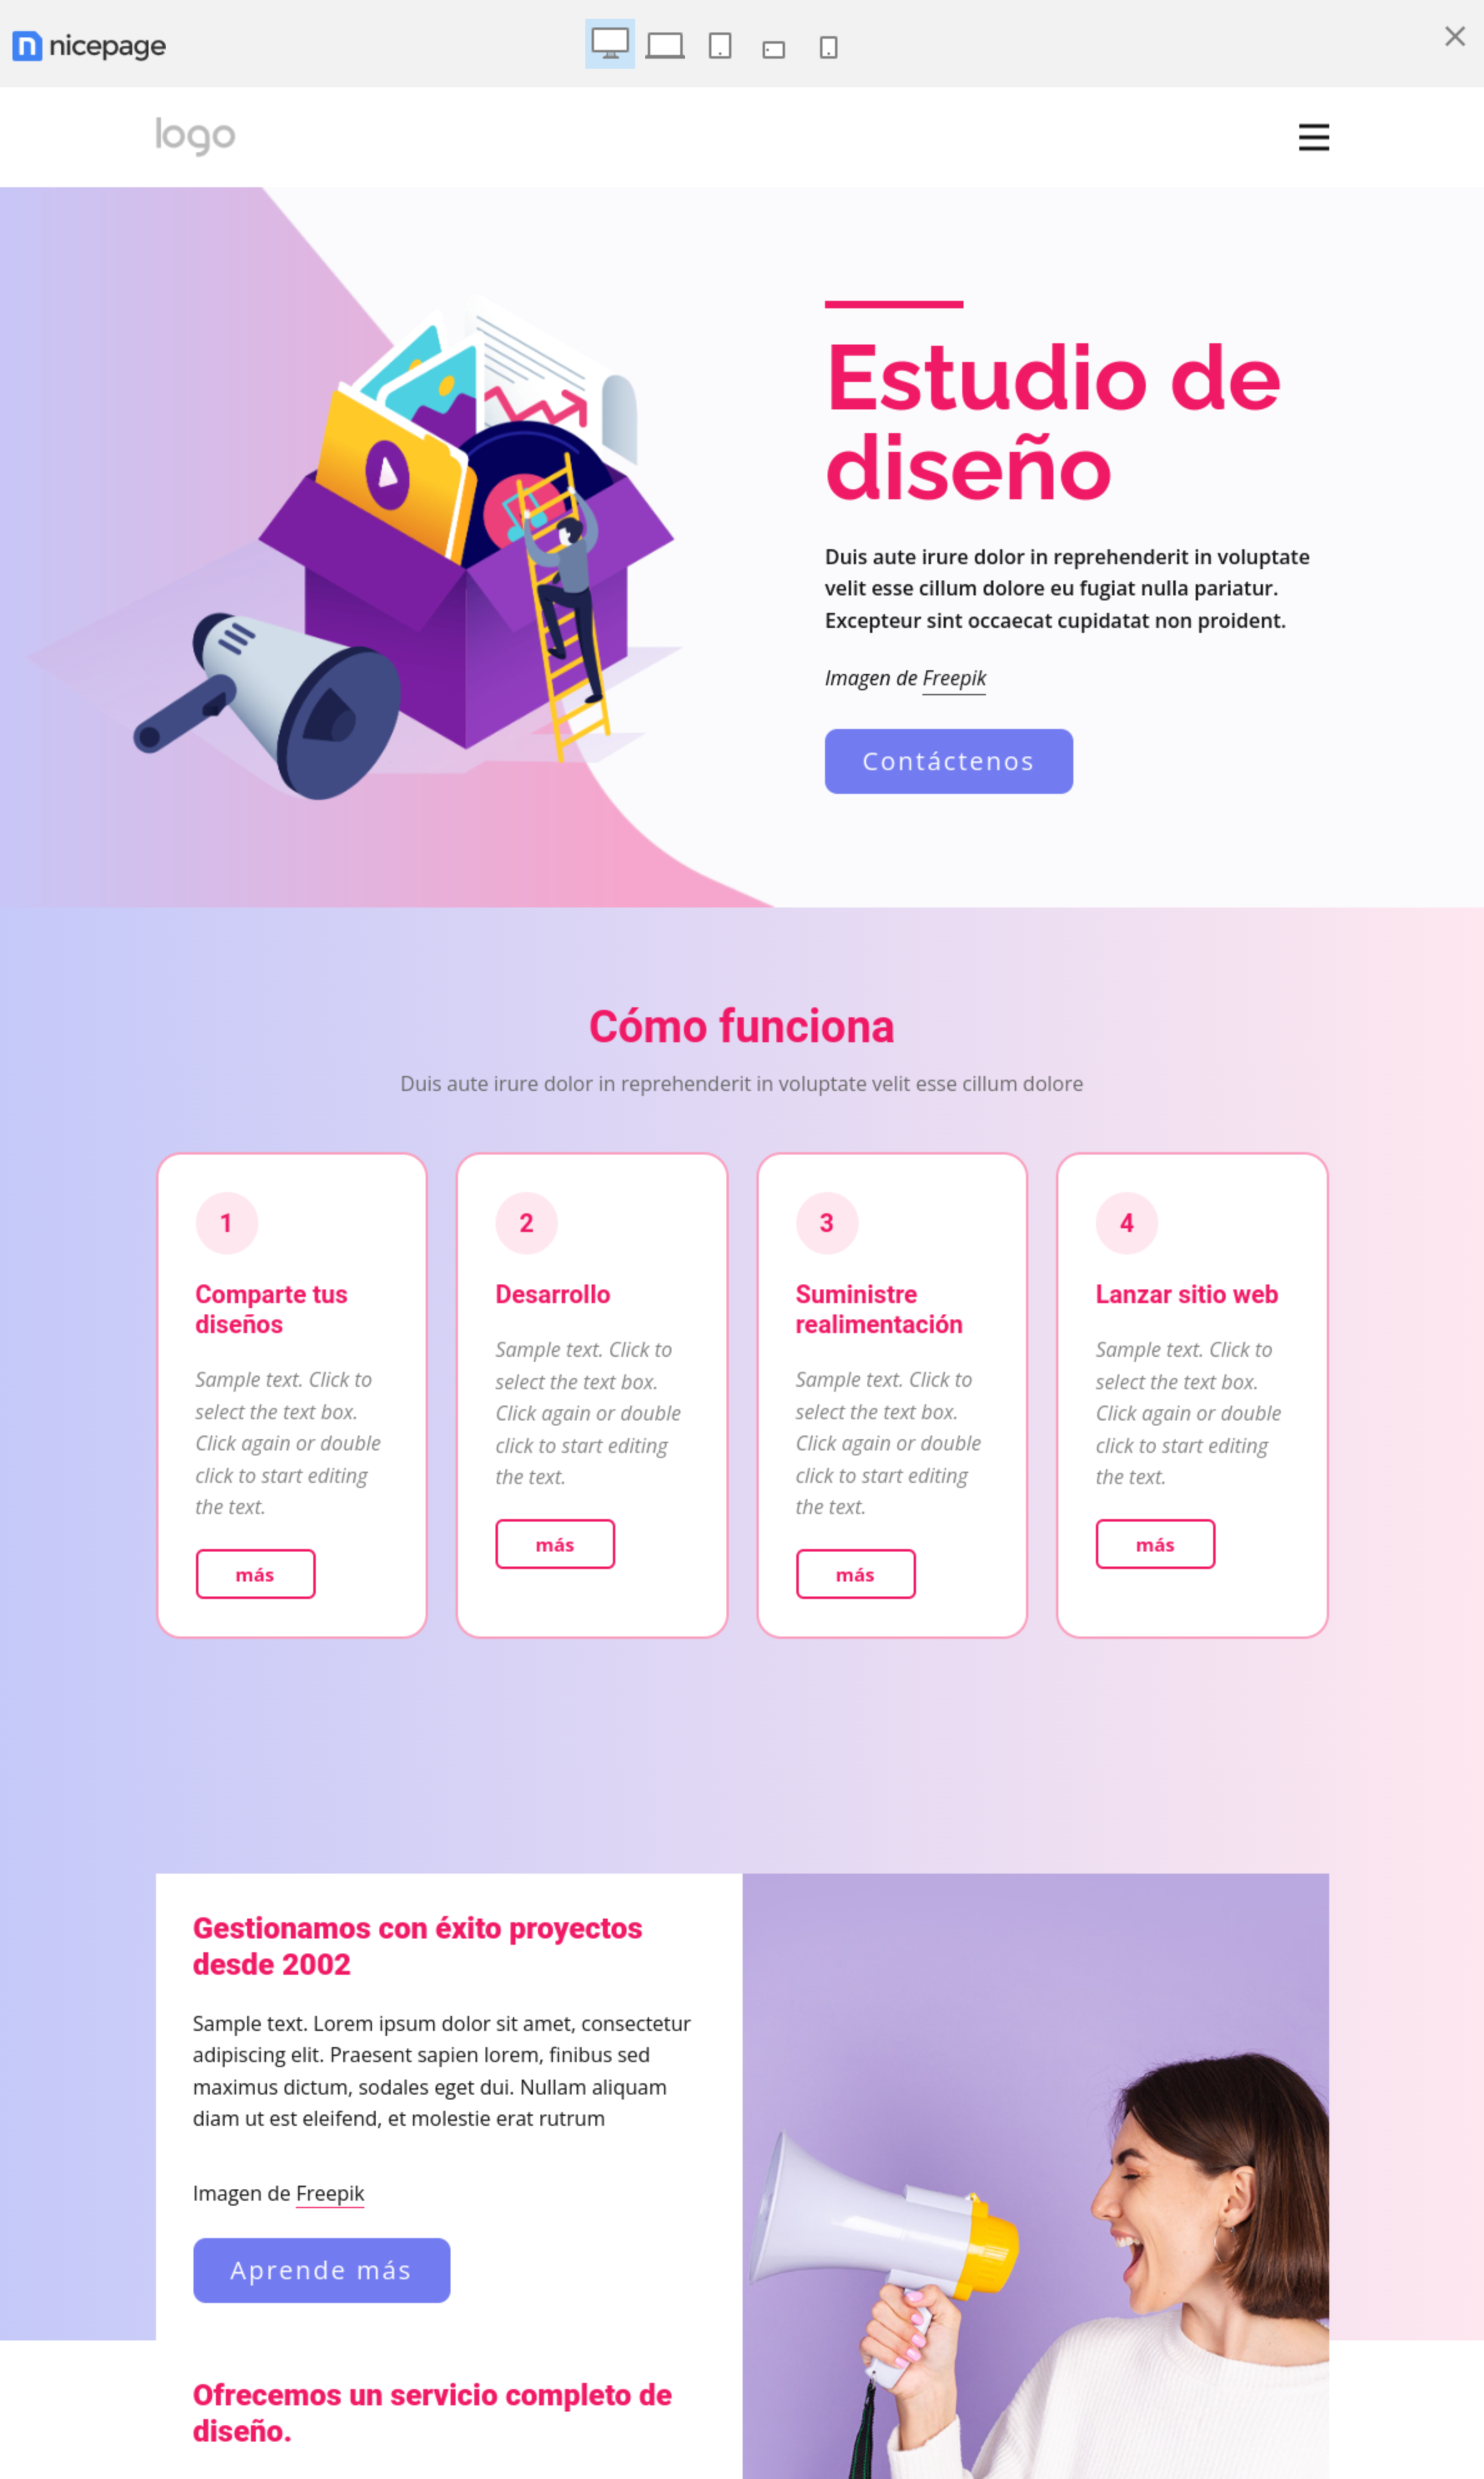 nicepage
logo
Estudio de
diseño
Duis aute irure dolor in reprehenderit in voluptate
velit esse cillum dolore eu fugiat nulla pariatur.
Excepteur sint occaecat cupidatat non proident.
Imagen de Freepik
Contáctenos
Cómo funciona
Duis aute irure dolor in reprehenderit in voluptate velit esse cillum dolore
1
Comparte tus
diseños
Sample text. Click to
select the text box.
Click again or double
click to start editing
the text.
más
2
Desarrollo
Sample text. Click to
select the text box.
Click again or double
click to start editing
the text.
más
3
Suministre
realimentación
Sample text. Click to
select the text box.
Click again or double
click to start editing
the text.
más
4
Lanzar sitio web
Sample text. Click to
select the text box.
Click again or double
click to start editing
the text.
más
Gestionamos con éxito proyectos
desde 2002
Sample text. Lorem ipsum dolor sit amet, consectetur
adipiscing elit. Praesent sapien lorem, finibus sed
maximus dictum, sodales eget dui. Nullam aliquam
diam ut est eleifend, et molestie erat rutrum
Imagen de Freepik
Aprende más
Ofrecemos un servicio completo de
diseño.